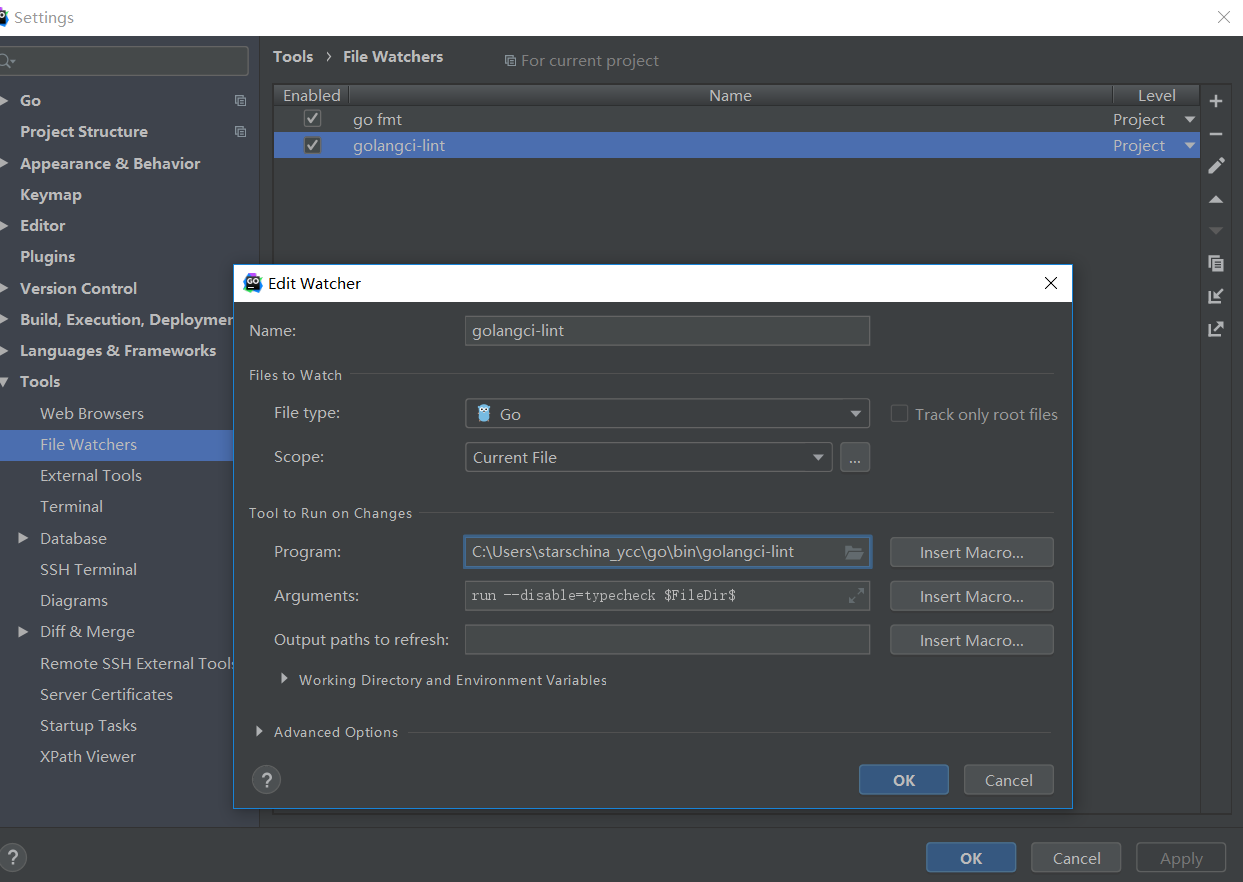 Settings
Tools › File Watchers For current project
Go
Project Structure
Appearance & Behavior
Keymap
Editor
Plugins
Version Control
Build, Execution, Deploymen
Languages & Frameworks
Tools
Web Browsers
File Watchers
External Tools
Terminal
Database
SSH Terminal
Diagrams
Diff & Merge
Remote SSH External Tools
Server Certificates
Startup Tasks
XPath Viewer
Enabled Name Level
go fmt Project
golangci-lint Project
GO Edit Watcher
Name: golangci-lint
Files to Watch
File type: Go Track only root files
Scope: Current File ...
Tool to Run on Changes
Program: C:\Users\starschina_ycc\go\bin\golangci-lint Insert Macro...
Arguments: run --disable=typecheck $FileDir$ Insert Macro...
Output paths to refresh: Insert Macro...
Working Directory and Environment Variables
Advanced Options
? OK Cancel
? OK Cancel Apply